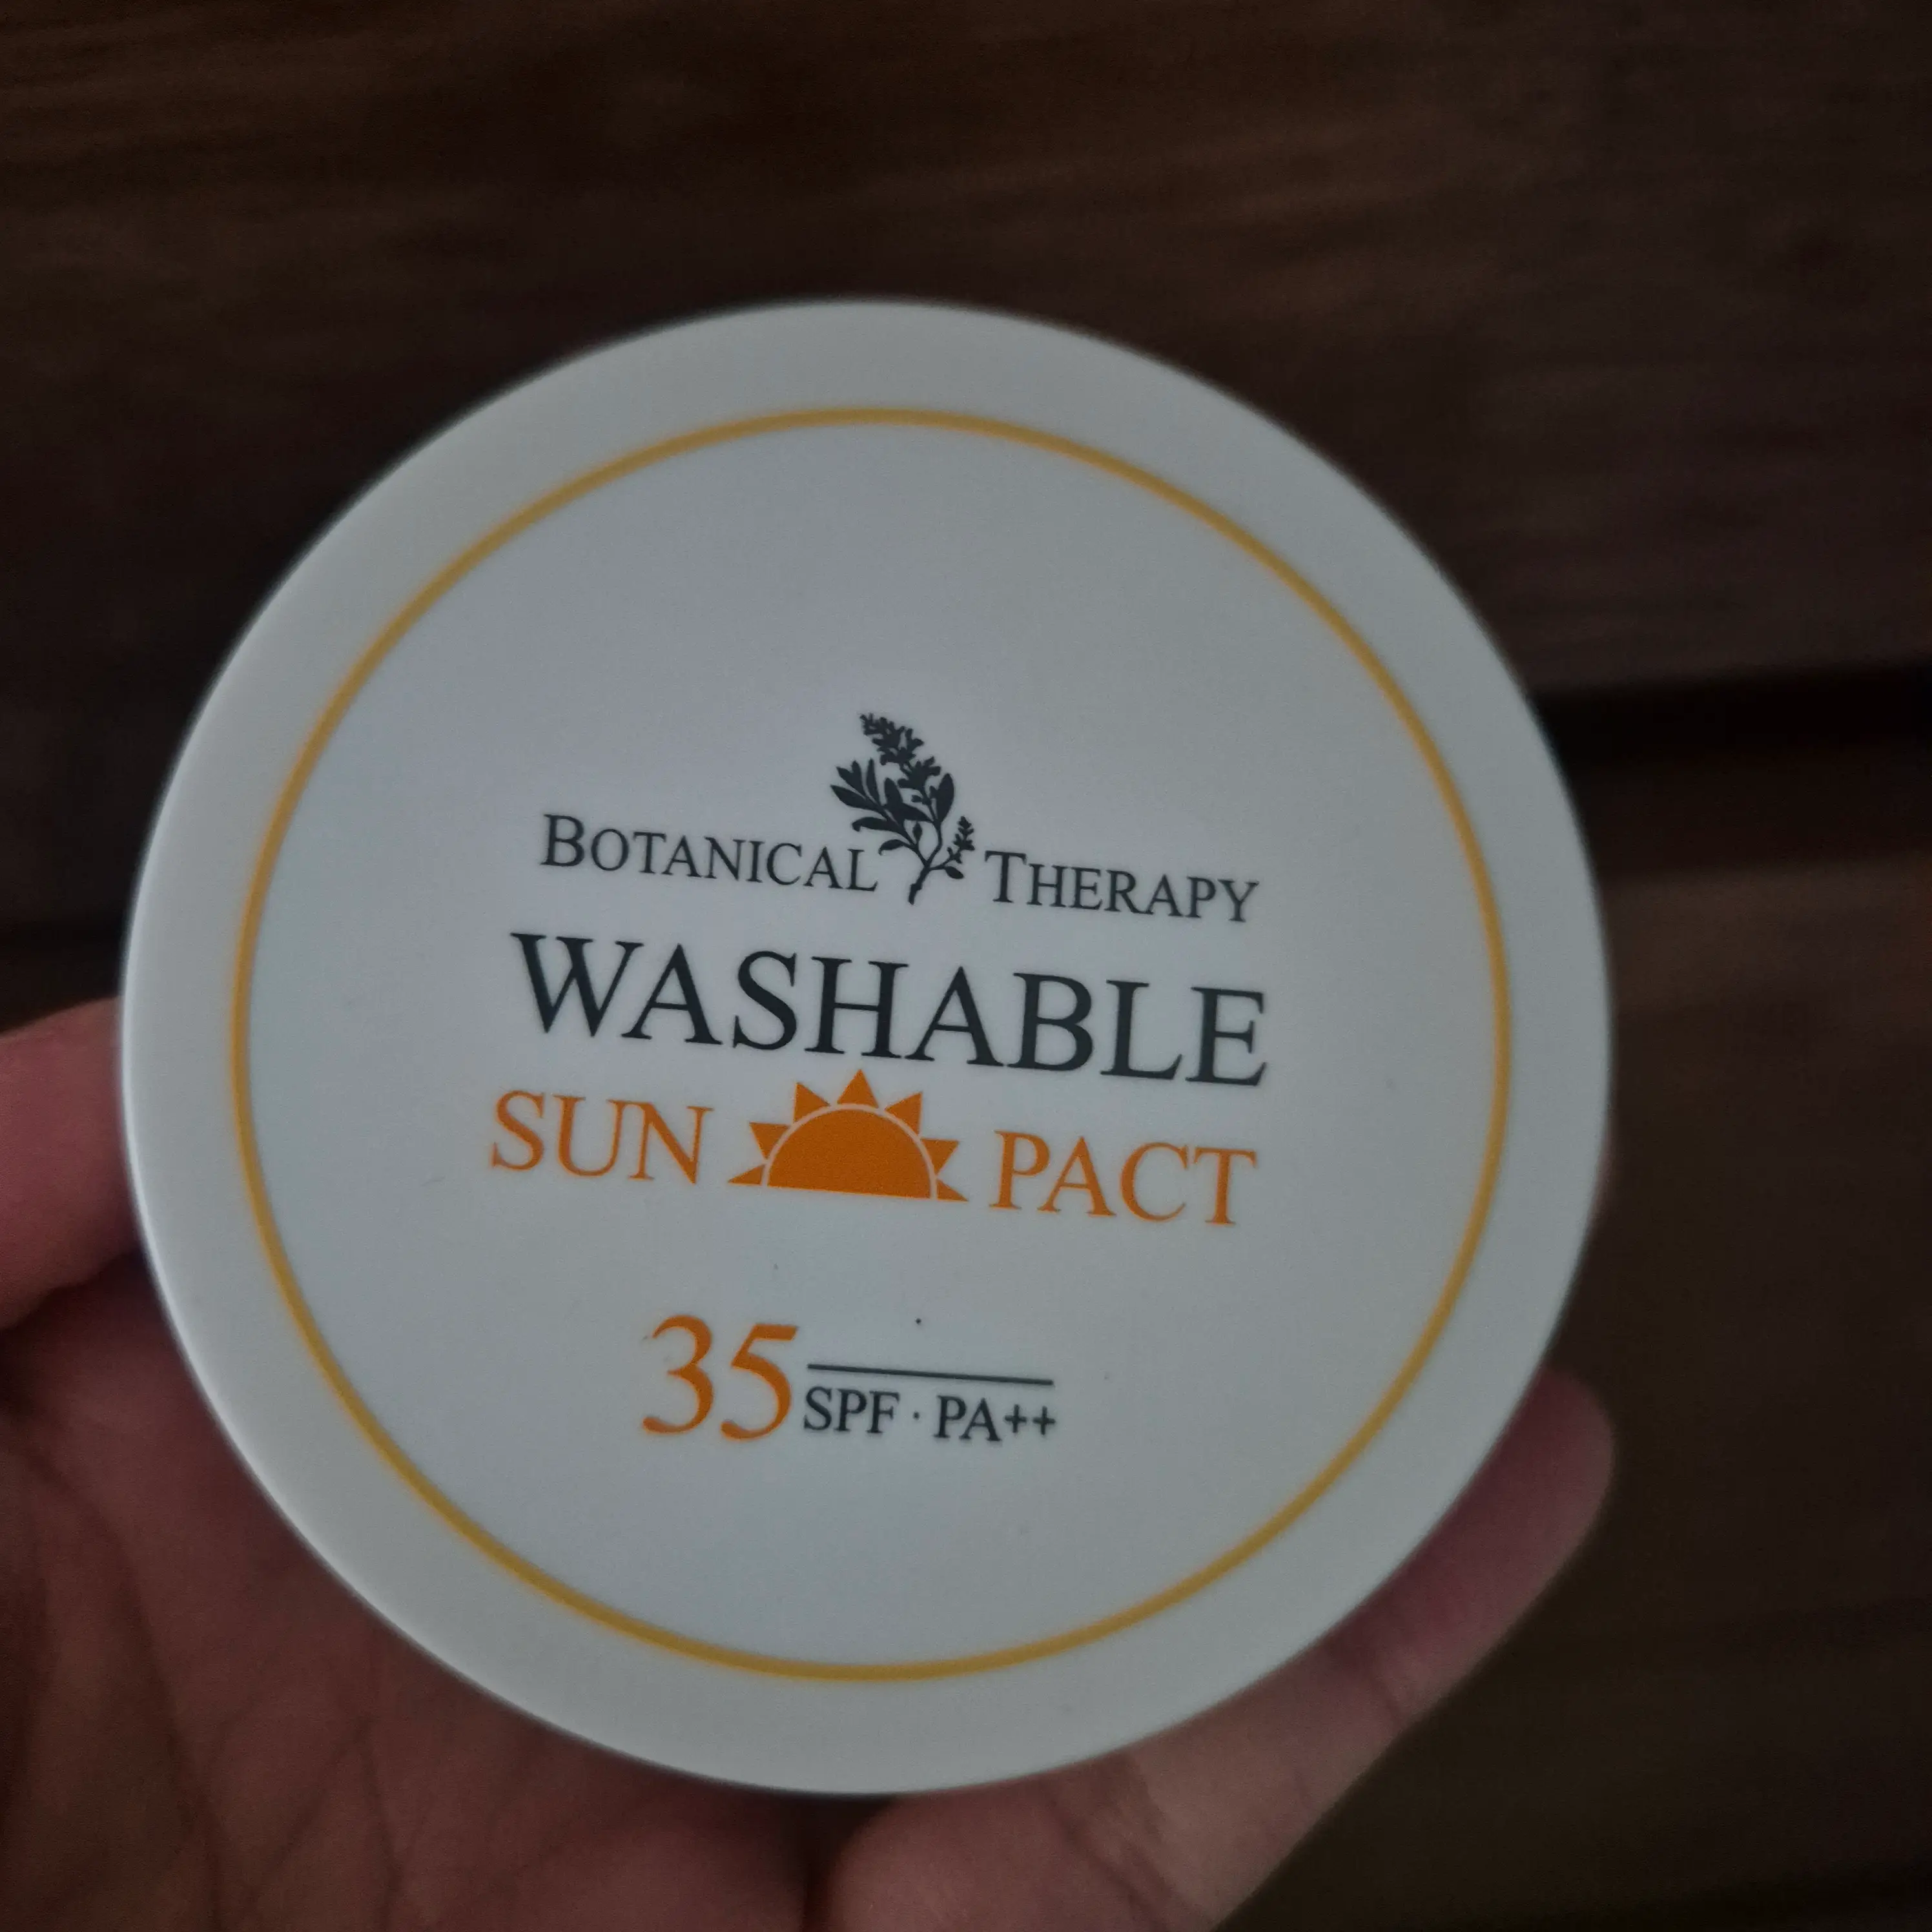 BOTANICAL THERAPY
WASHABLE
SUN PACT
35 SPF · PA++